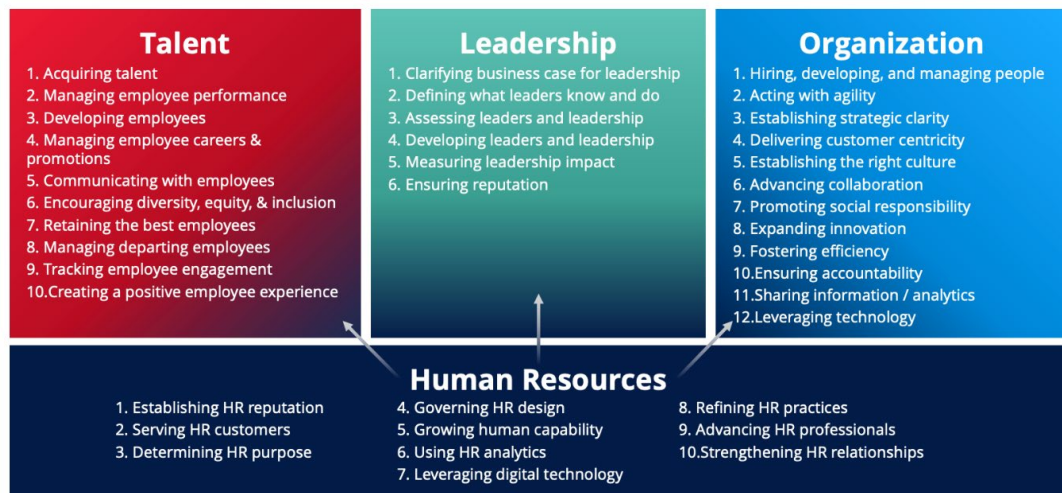 Talent
1. Acquiring talent
2. Managing employee performance
3. Developing employees
4. Managing employee careers &
promotions
5. Communicating with employees
6. Encouraging diversity, equity, & inclusion
7. Retaining the best employees
8. Managing departing employees
9. Tracking employee engagement
10.Creating a positive employee experience
Leadership
1. Clarifying business case for leadership
2. Defining what leaders know and do
3. Assessing leaders and leadership
4. Developing leaders and leadership
5. Measuring leadership impact
6. Ensuring reputation
Organization
1. Hiring, developing, and managing people
2. Acting with agility
3. Establishing strategic clarity
4. Delivering customer centricity
5. Establishing the right culture
6. Advancing collaboration
7. Promoting social responsibility
8. Expanding innovation
9. Fostering efficiency
10.Ensuring accountability
11.Sharing information / analytics
12.Leveraging technology
Human Resources
1. Establishing HR reputation
2. Serving HR customers
3. Determining HR purpose
4. Governing HR design
5. Growing human capability
6. Using HR analytics
7. Leveraging digital technology
8. Refining HR practices
9. Advancing HR professionals
10.Strengthening HR relationships